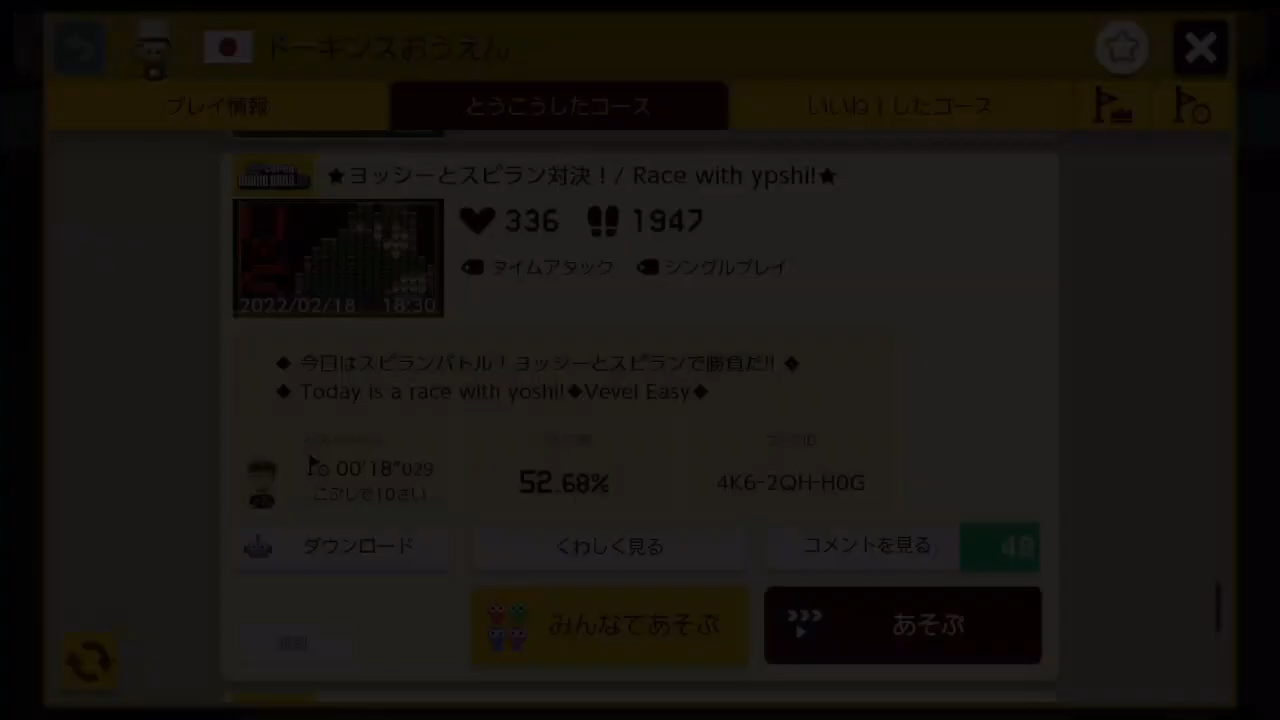 ドーキンスおうえん
プレイ情報
とうこうしたコース
いいね！したコース
★ヨッシーとスピラン対決！/ Race with ypshi!★
336
1947
タイムアタック
シングルプレイ
2022/02/18 18:30
◆ 今日はスピランバトル！ヨッシーとスピランで勝負だ!! ◆
◆ Today is a race with yoshi!◆Vevel Easy◆
00'18"029
52.68%
コースID
4K6-2QH-H0G
ダウンロード
くわしく見る
コメントを見る
48
みんなであそぶ
あそぶ